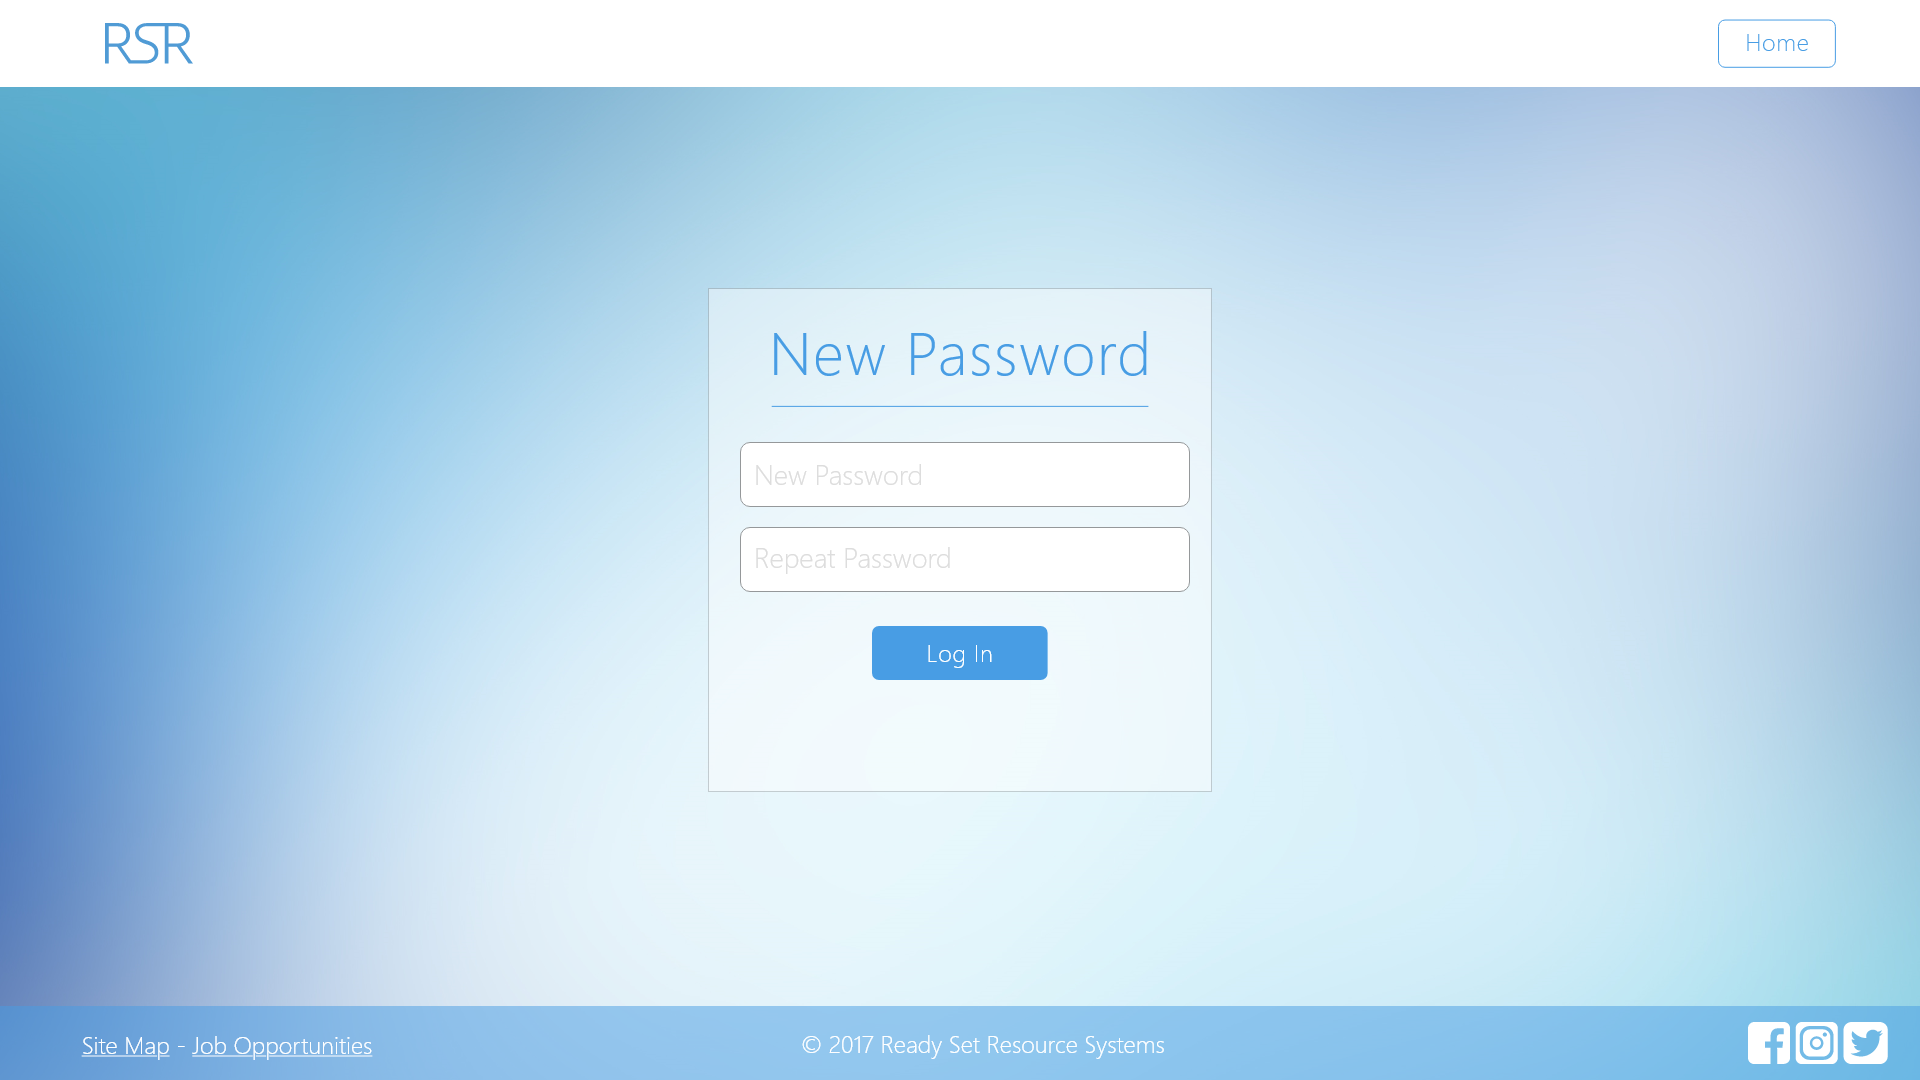 RSR
Home
New Password
New Password
Repeat Password
Log In
Site Map - Job Opportunities
© 2017 Ready Set Resource Systems